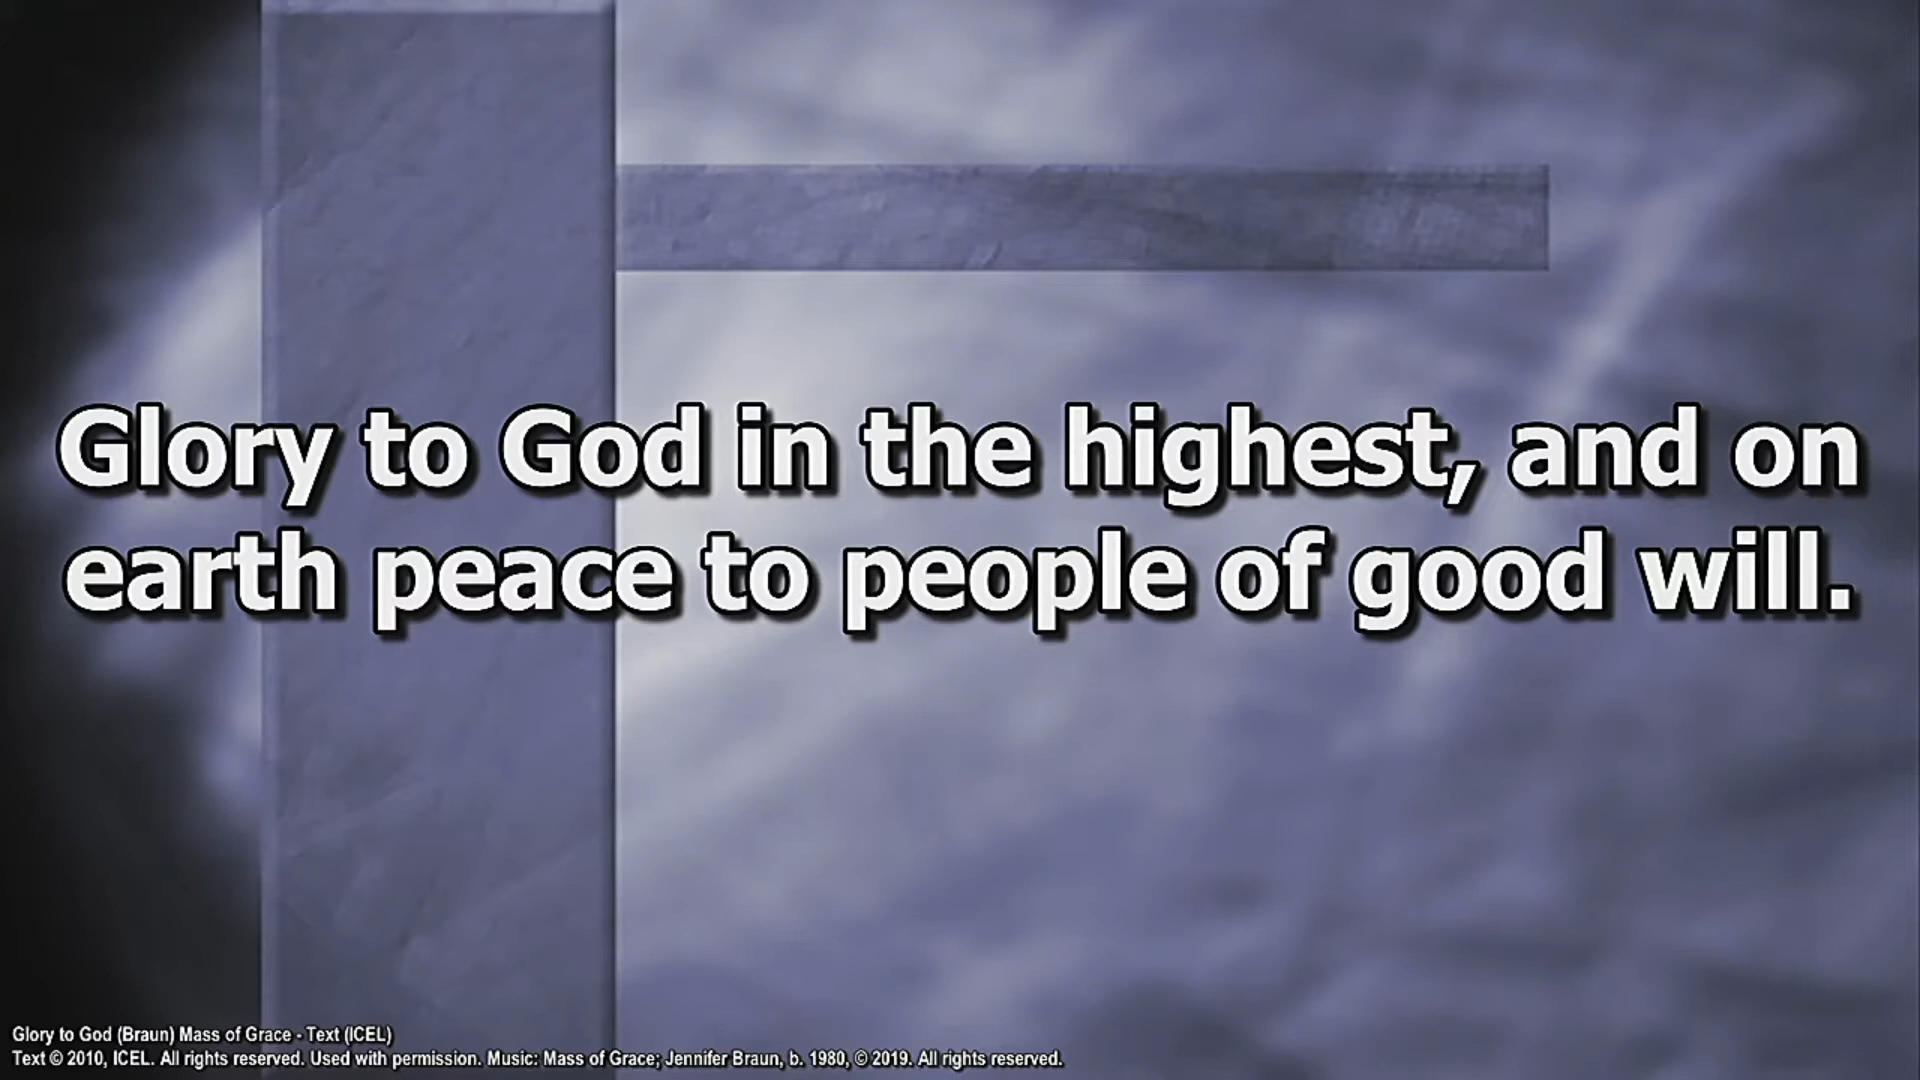 Glory to God in the highest, and on
earth peace to people of good will.
Glory to God (Braun) Mass of Grace - Text (ICEL)
Text © 2010, ICEL. All rights reserved. Used with permission. Music: Mass of Grace; Jennifer Braun, b. 1980, © 2019. All rights reserved.